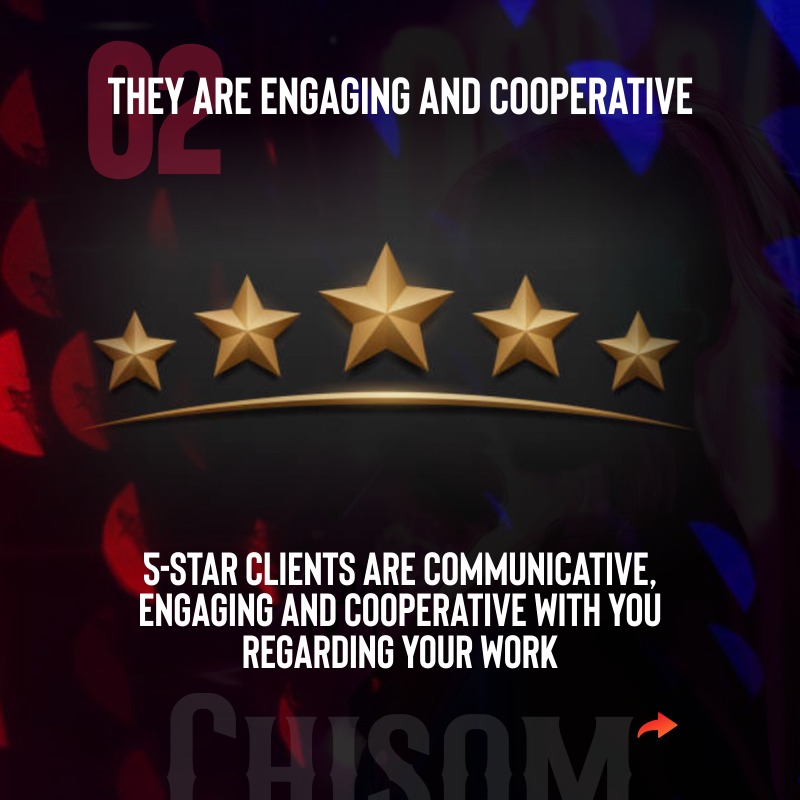 02
THEY ARE ENGAGING AND COOPERATIVE
5-STAR CLIENTS ARE COMMUNICATIVE,
ENGAGING AND COOPERATIVE WITH YOU
REGARDING YOUR WORK
CHISOM